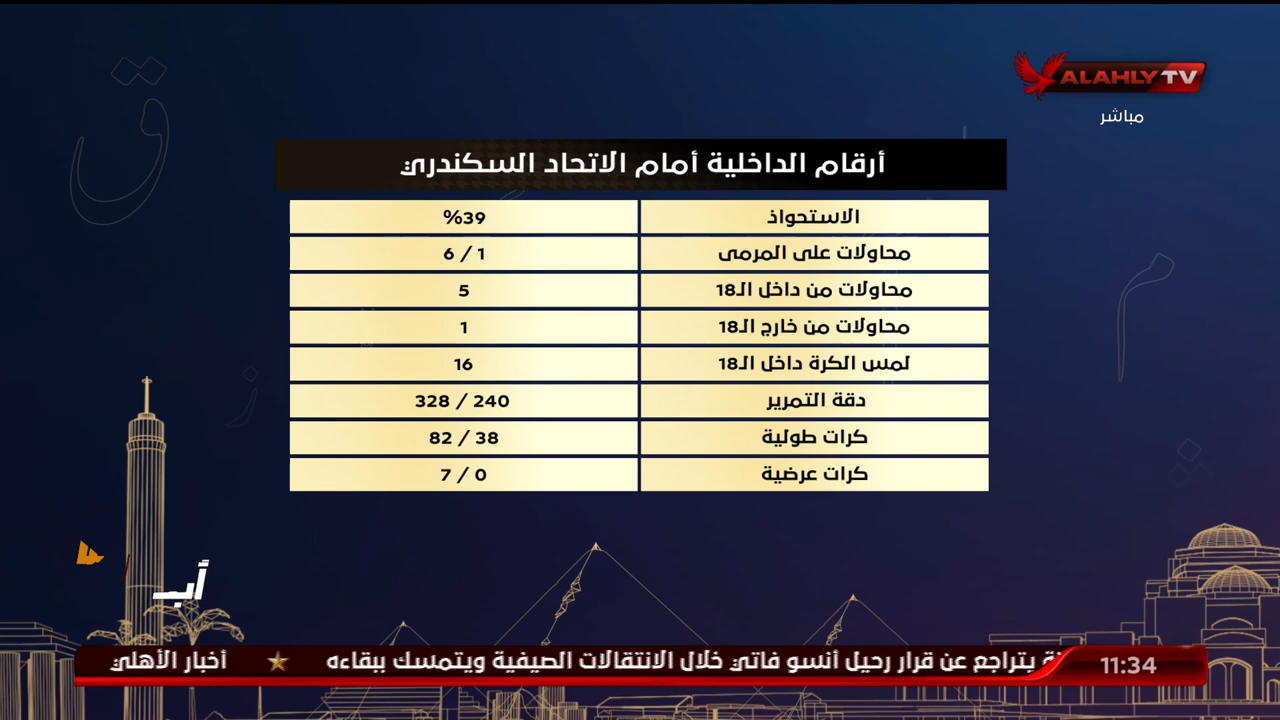 ALAHLY TV
مباشر
أرقام الداخلية أمام الاتحاد السكندري
الاستحواذ %39
محاولات على المرمى 1 / 6
محاولات من داخل الـ18 5
محاولات من خارج الـ18 1
لمس الكرة داخل الـ18 16
دقة التمرير 240 / 328
كرات طولية 38 / 82
كرات عرضية 0 / 7
11:34
يتراجع عن قرار رحيل أنسو فاتي خلال الانتقالات الصيفية ويتمسك ببقاءه
أخبار الأهلي